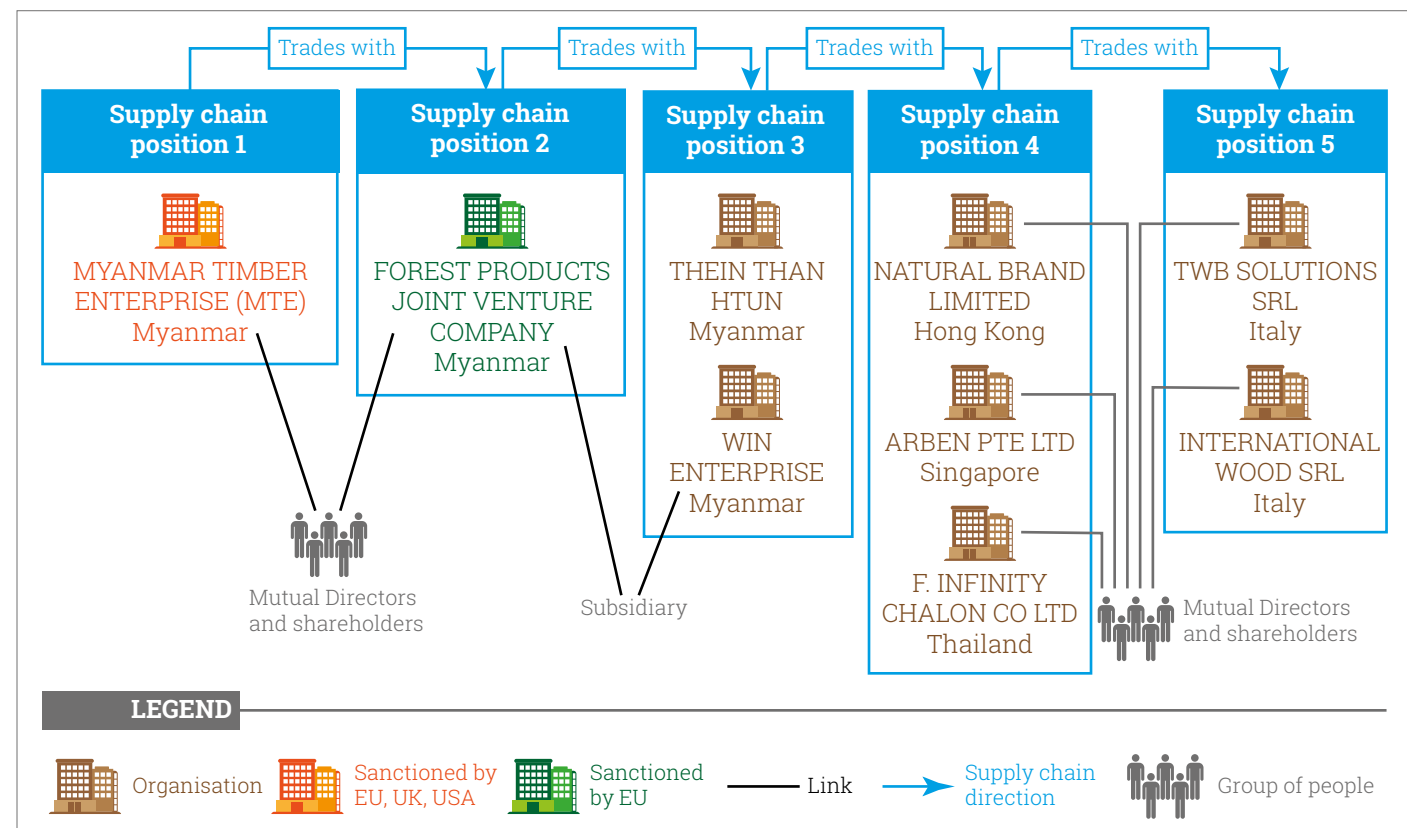 Trades with
Trades with
Trades with
Trades with
Supply chain
position 1
Supply chain
position 2
Supply chain
position 3
Supply chain
position 4
Supply chain
position 5
MYANMAR TIMBER
ENTERPRISE (MTE)
Myanmar
FOREST PRODUCTS
JOINT VENTURE
COMPANY
Myanmar
THEIN THAN
HTUN
Myanmar
WIN
ENTERPRISE
Myanmar
NATURAL BRAND
LIMITED
Hong Kong
ARBEN PTE LTD
Singapore
F. INFINITY
CHALON CO LTD
Thailand
TWB SOLUTIONS
SRL
Italy
INTERNATIONAL
WOOD SRL
Italy
Mutual Directors
and shareholders
Subsidiary
Mutual Directors
and shareholders
LEGEND
Organisation
Sanctioned by
EU, UK, USA
Sanctioned
by EU
Link
Supply chain
direction
Group of people